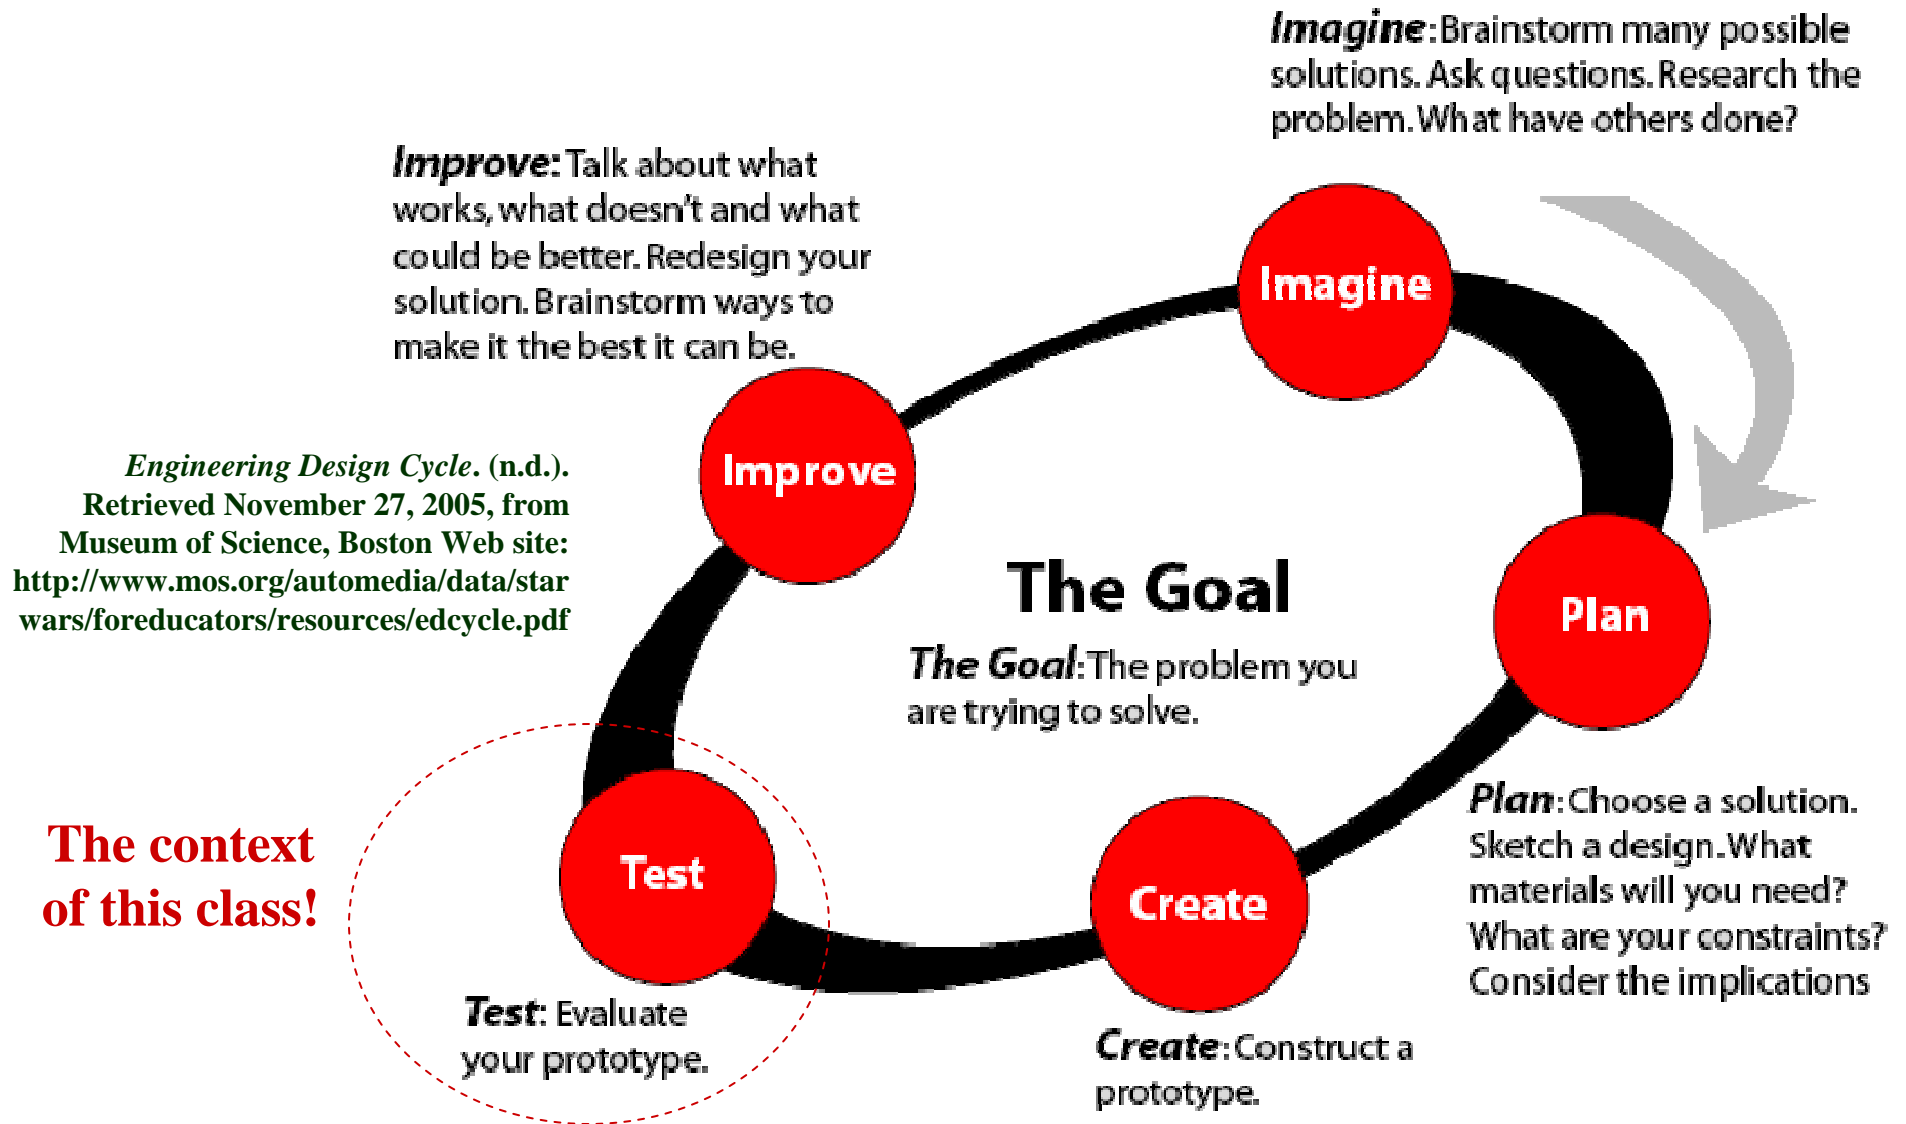 Imagine: Brainstorm many possible
solutions. Ask questions. Research the
problem. What have others done?
Improve: Talk about what
works, what doesn't and what
could be better. Redesign your
solution. Brainstorm ways to
make it the best it can be.
Imagine
Improve
Engineering Design Cycle. (n.d.).
Retrieved November 27, 2005, from
Museum of Science, Boston Web site:
http://www.mos.org/automedia/data/star
wars/foreducators/resources/edcycle.pdf
The Goal
The Goal: The problem you
are trying to solve.
Plan
Plan: Choose a solution.
Sketch a design. What
materials will you need?
What are your constraints?
Consider the implications
The context
of this class!
Test
Create
Test: Evaluate
your prototype.
Create: Construct a
prototype.